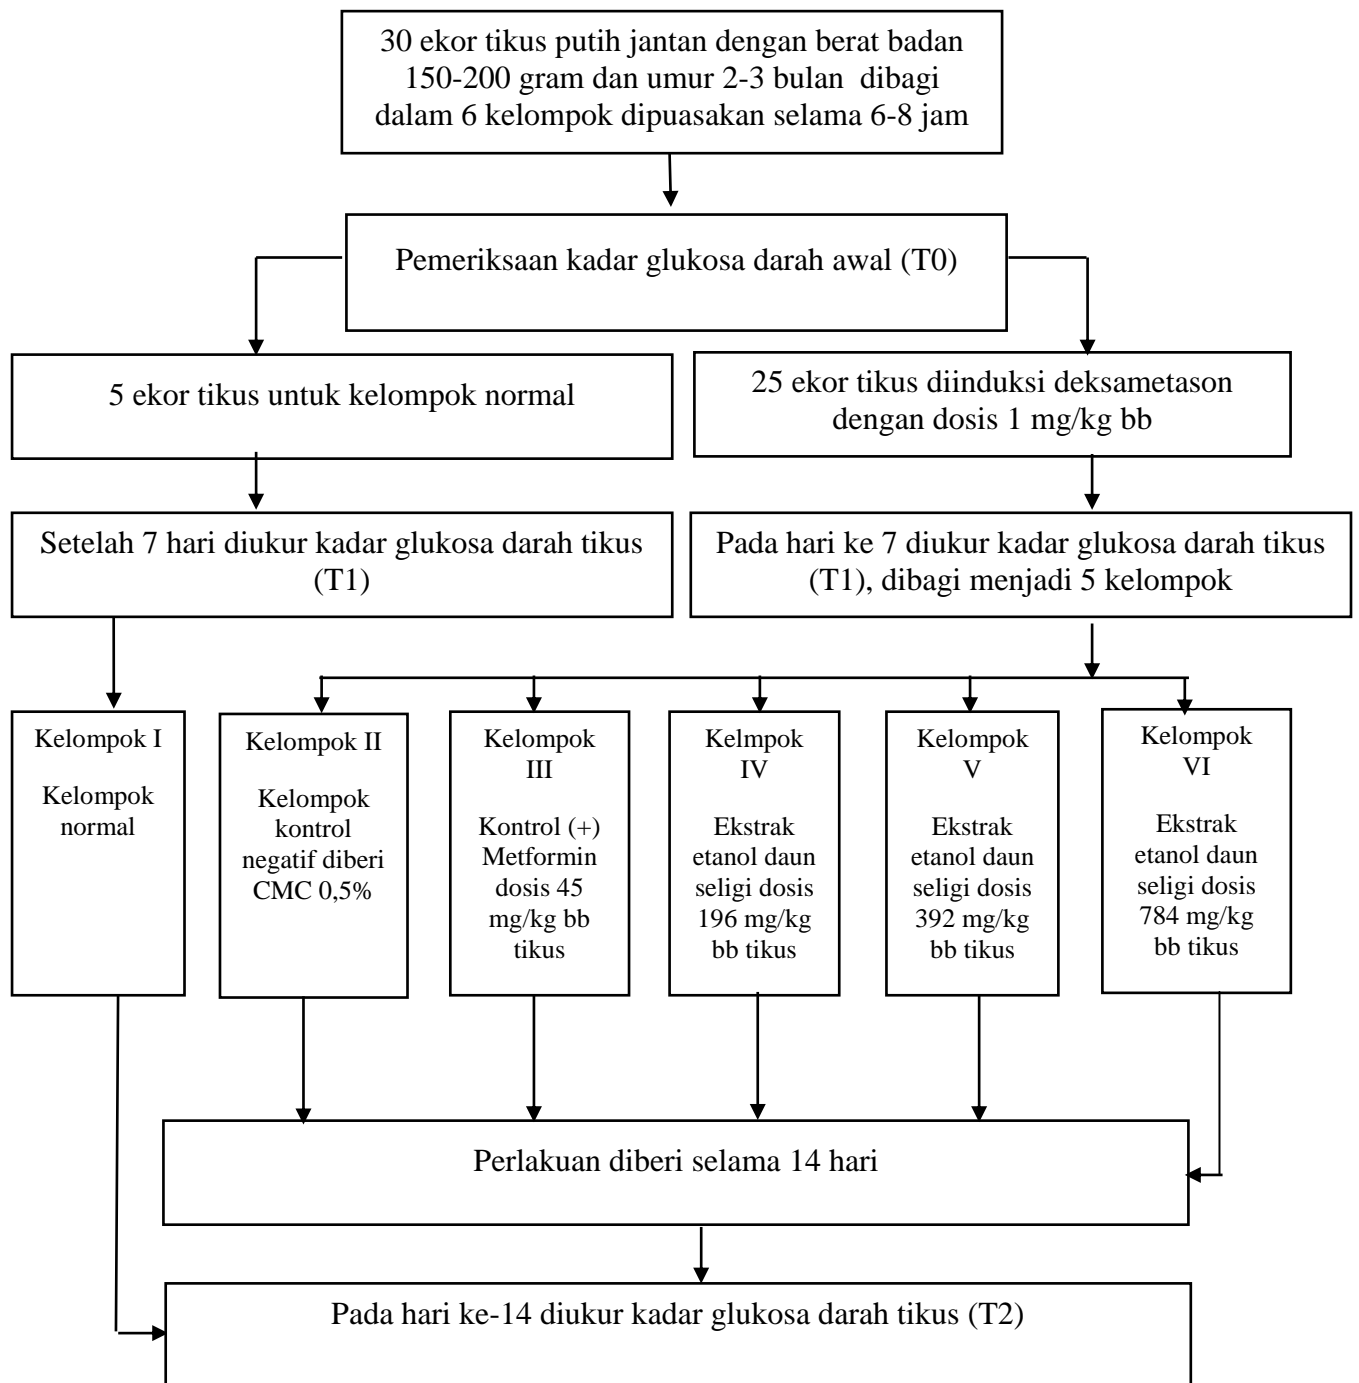 30 ekor tikus putih jantan dengan berat badan
150-200 gram dan umur 2-3 bulan dibagi
dalam 6 kelompok dipuasakan selama 6-8 jam
Pemeriksaan kadar glukosa darah awal (T0)
5 ekor tikus untuk kelompok normal
25 ekor tikus diinduksi deksametason
dengan dosis 1 mg/kg bb
Setelah 7 hari diukur kadar glukosa darah tikus
(T1)
Pada hari ke 7 diukur kadar glukosa darah tikus
(T1), dibagi menjadi 5 kelompok
Kelompok I
Kelompok
normal
Kelompok II
Kelompok
kontrol
negatif diberi
CMC 0,5%
Kelompok
III
Kontrol (+)
Metformin
dosis 45
mg/kg bb
tikus
Kelmpok
IV
Ekstrak
etanol daun
seligi dosis
196 mg/kg
bb tikus
Kelompok
V
Ekstrak
etanol daun
seligi dosis
392 mg/kg
bb tikus
Kelompok
VI
Ekstrak
etanol daun
seligi dosis
784 mg/kg
bb tikus
Perlakuan diberi selama 14 hari
Pada hari ke-14 diukur kadar glukosa darah tikus (T2)